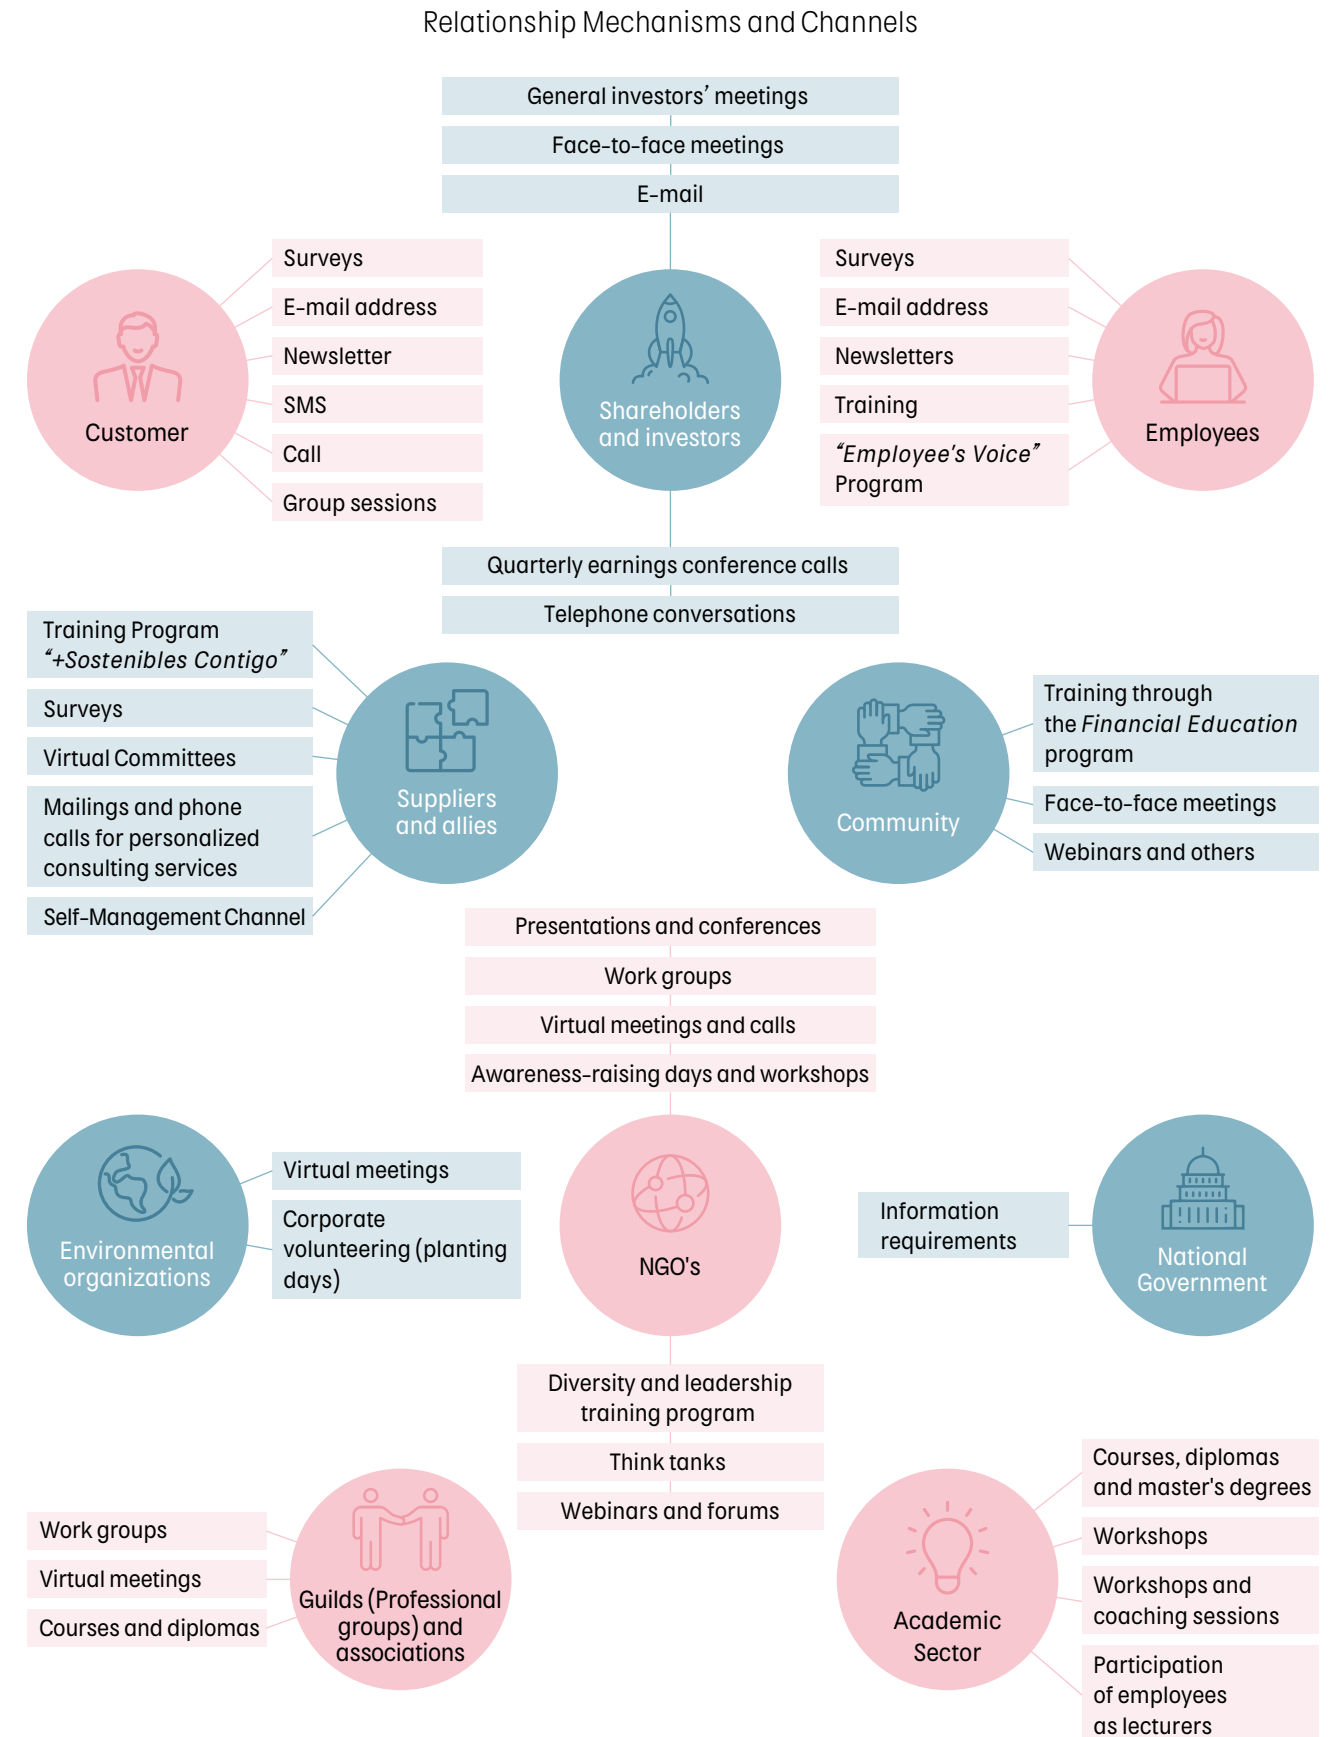 Relationship Mechanisms and Channels
General investors’ meetings
Face-to-face meetings
E-mail
Shareholders
and investors
Quarterly earnings conference calls
Telephone conversations
Customer
Surveys
E-mail address
Newsletter
SMS
Call
Group sessions
Surveys
E-mail address
Newsletters
Training
“Employee’s Voice”
Program
Employees
Training Program
“+Sostenibles Contigo”
Surveys
Virtual Committees
Mailings and phone
calls for personalized
consulting services
Self-Management Channel
Suppliers
and allies
Community
Training through
the Financial Education
program
Face-to-face meetings
Webinars and others
Presentations and conferences
Work groups
Virtual meetings and calls
Awareness-raising days and workshops
NGO's
Diversity and leadership
training program
Think tanks
Webinars and forums
Environmental
organizations
Virtual meetings
Corporate
volunteering (planting
days)
Information
requirements
National
Government
Work groups
Virtual meetings
Courses and diplomas
Guilds (Professional
groups) and
associations
Academic
Sector
Courses, diplomas
and master's degrees
Workshops
Workshops and
coaching sessions
Participation
of employees
as lecturers